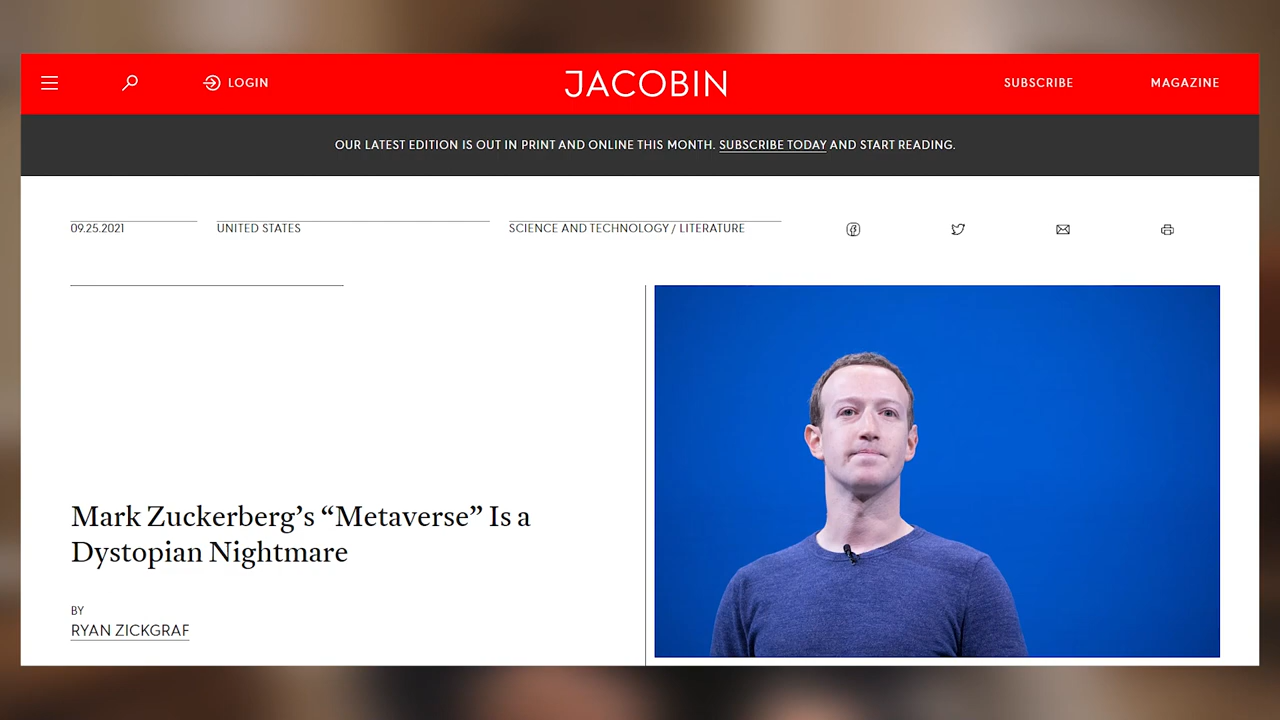 LOGIN
JACOBIN
SUBSCRIBE
MAGAZINE
OUR LATEST EDITION IS OUT IN PRINT AND ONLINE THIS MONTH. SUBSCRIBE TODAY AND START READING.
09.25.2021
UNITED STATES
SCIENCE AND TECHNOLOGY / LITERATURE
Mark Zuckerberg’s “Metaverse” Is a
Dystopian Nightmare
BY
RYAN ZICKGRAF